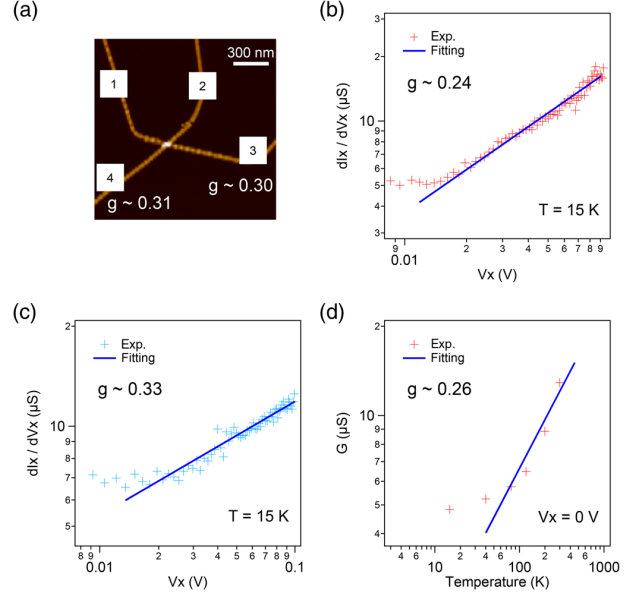 (a)
300 nm
1
2
3
4
g ~ 0.31
g ~ 0.30
(b)
dIx / dVx (µS)
3
2
10
9
8
7
6
5
4
3
Exp.
Fitting
g ~ 0.24
T = 15 K
9
0.01
2
3
4
5
6
7
8
9
Vx (V)
(c)
dIx / dVx (µS)
2
10
9
8
7
6
5
Exp.
Fitting
g ~ 0.33
T = 15 K
8
9
0.01
2
3
4
5
6
7
8
9
0.1
Vx (V)
(d)
G (µS)
2
10
9
8
7
6
5
4
Exp.
Fitting
g ~ 0.26
Vx = 0 V
4
6
8
10
2
4
6
8
100
2
4
6
8
1000
Temperature (K)